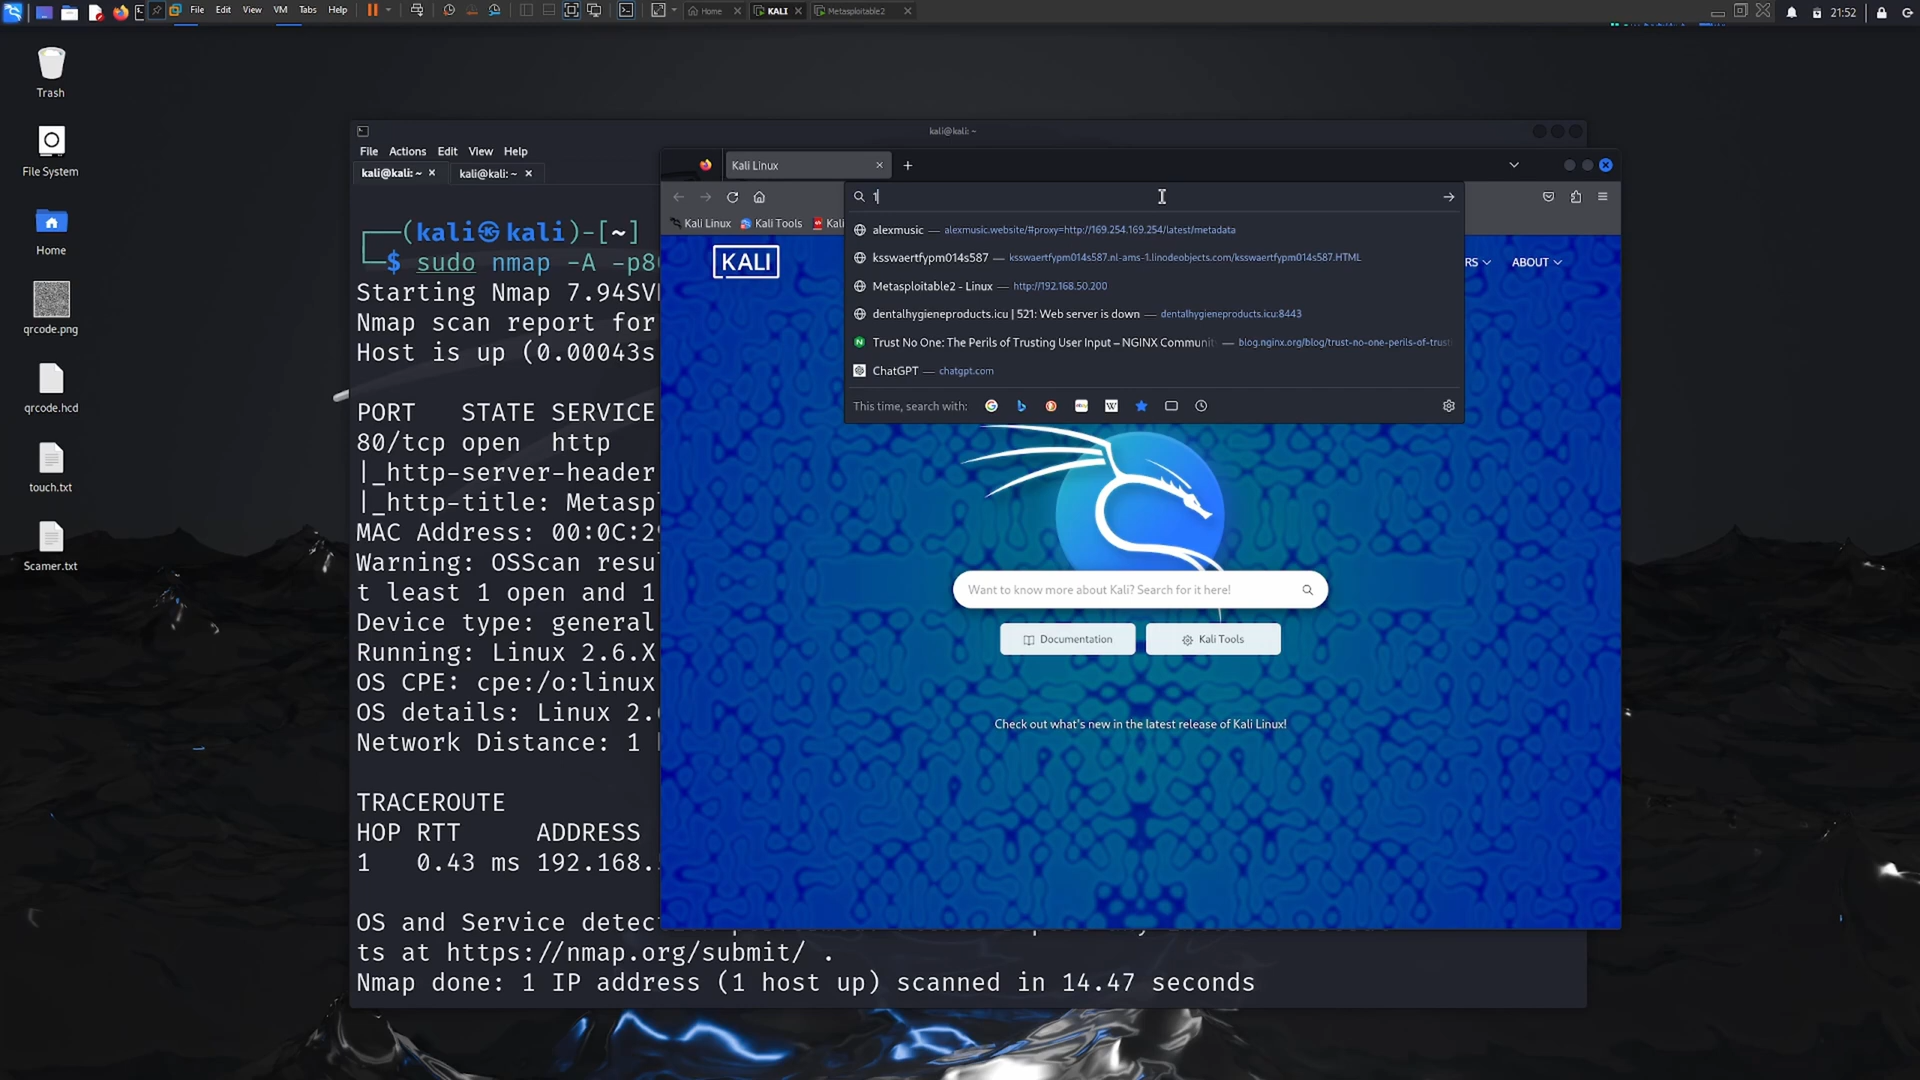 File Edit View VM Tabs Help
Home
KALI
Metasploitable2
21:52
Trash
File System
Home
qrcode.png
qrcode.hcd
touch.txt
Scamer.txt
kali@kali: ~
File Actions Edit View Help
kali@kali: ~
kali@kali: ~
(kali㉿kali)-[~]
$ sudo nmap -A -p8
Starting Nmap 7.94SV
Nmap scan report for
Host is up (0.00043s
PORT STATE SERVICE
80/tcp open http
|_http-server-header
|_http-title: Metasp
MAC Address: 00:0C:2
Warning: OSScan resu
t least 1 open and 1
Device type: general
Running: Linux 2.6.X
OS CPE: cpe:/o:linux
OS details: Linux 2.
Network Distance: 1
TRACEROUTE
HOP RTT ADDRESS
1 0.43 ms 192.168.
OS and Service detec
ts at https://nmap.org/submit/ .
Nmap done: 1 IP address (1 host up) scanned in 14.47 seconds
Kali Linux
1
Kali Linux
Kali Tools
Kali
alexmusic — alexmusic.website/#proxy=http://169.254.169.254/latest/metadata
ksswaertfypm014s587 — ksswaertfypm014s587.nl-ams-1.linodeobjects.com/ksswaertfypm014s587.HTML
Metasploitable2 - Linux — http://192.168.50.200
dentalhygieneproducts.icu | 521: Web server is down — dentalhygieneproducts.icu:8443
Trust No One: The Perils of Trusting User Input – NGINX Communit — blog.nginx.org/blog/trust-no-one-perils-of-trust
ChatGPT — chatgpt.com
This time, search with:
W
KALI
RS
ABOUT
Want to know more about Kali? Search for it here!
Documentation
Kali Tools
Check out what's new in the latest release of Kali Linux!